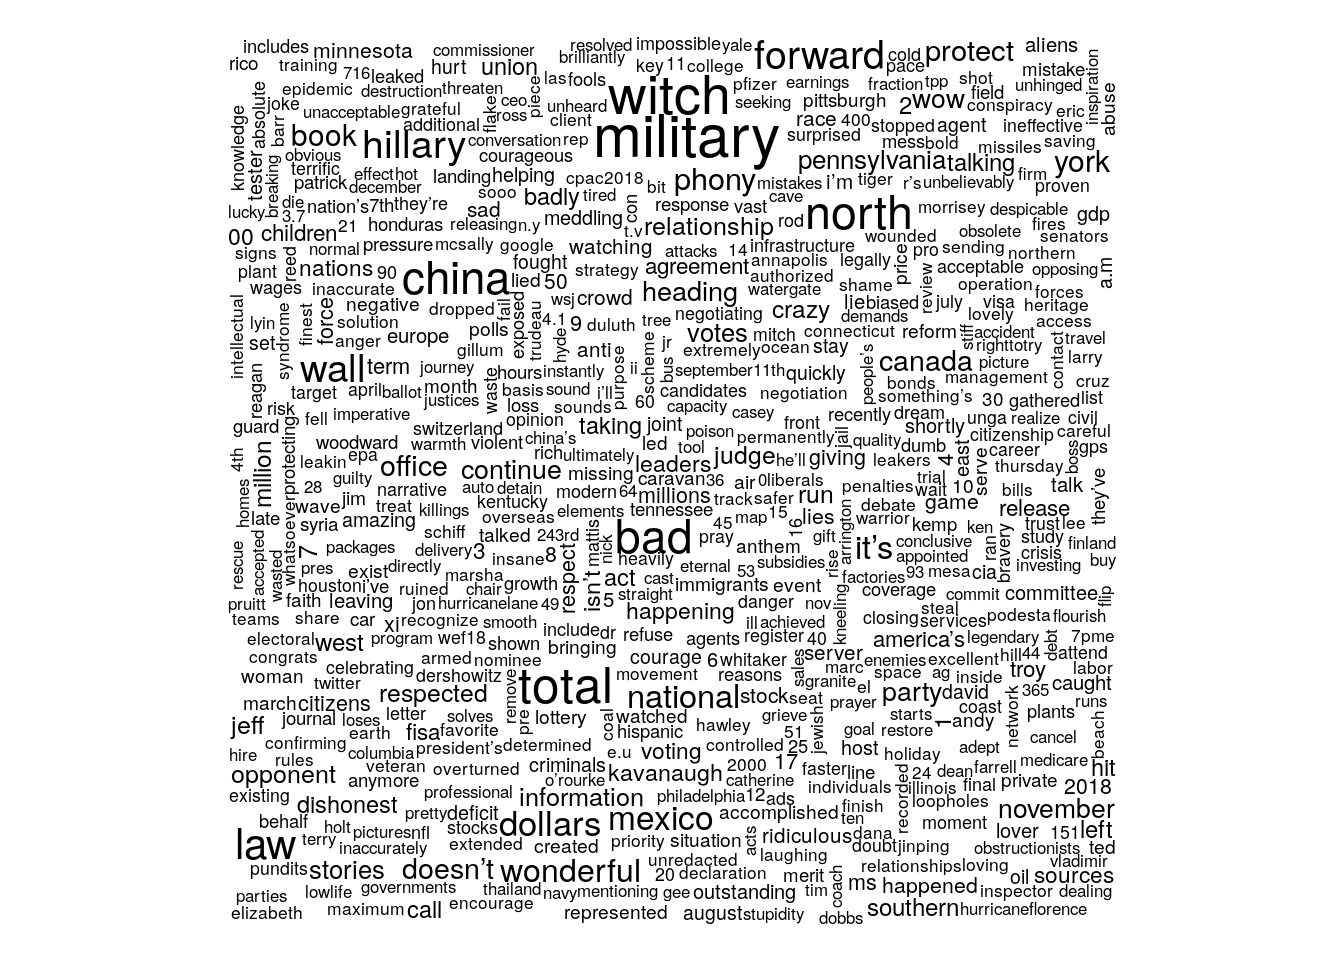 includes minnesota commissioner resolved impossible yale forward cold protect aliens
rico training 716 leaked hurt union brilliantly key 11 college pace mistake
epidemic destruction threaten las fools witch pfizer earnings fraction tpp shot unhinged inspiration
knowledge absolute joke unacceptable grateful flake ceo piece unheard seeking pittsburgh 2 wow field conspiracy eric abuse
tester barr book hillary additional ross client military race 400 stopped agent ineffective
breaking obvious conversation rep courageous surprised mess bold missiles saving
terrific effect hot landing helping cpac2018 bit phony pennsylvania talking firm york
patrick december sooo badly tired con mistakes i'm tiger r's unbelievably proven
lucky die 3.7 nation's 7th they're sad meddling response vast cave rod north morrisey despicable gdp
00 children 21 honduras releasing n.y t.v relationship wounded obsolete fires senators
signs normal pressure mcsally google watching attacks 14 infrastructure pro sending northern
plant reed nations 90 china fought strategy agreement annapolis legally price acceptable opposing a.m
wages inaccurate lied 50 heading authorized watergate shame review operation forces
intellectual lyin finest force negative dropped fail wsj crowd negotiating crazy lie biased july visa heritage
set syndrome solution polls exposed trudeau 4.1 9 duluth tree demands lovely access
anger europe gillum hyde anti votes mitch connecticut reform stiff accident travel
wall term journey hours instantly scheme jr extremely ocean stay people's canada righttotry picture contact larry
reagan target april ballot month waste basis sound i'll purpose ii bus september11th quickly bonds management cruz
justices loss 60 candidates negotiation something's 30 gathered list
guard risk fell imperative switzerland opinion sounds taking joint capacity casey front recently dream shortly unga realize civil
4th million protecting woodward warmth violent china's led poison permanently jail quality dumb citizenship careful
epa leakin office continue rich ultimately missing leaders tool judge he'll giving leakers 4 east career boss gps
homes 28 guilty narrative auto detain modern 64 caravan 36 air 0 liberals penalties trial wait 10 serve thursday talk
late wave jim treat killings kentucky elements millions track safer run debate game bills release they've
whatsoever syria amazing overseas tennessee 45 map 15 16 lies warrior kemp ken trust lee
rescue accepted wasted 7 packages schiff talked 243rd mattis nick bad pray anthem gift arrington it's conclusive ran bravery study finland
delivery 3 insane 8 respect isn't heavily eternal subsidies rise appointed crisis
pres exist directly marsha act cast 53 immigrants event factories 93 mesa cia investing buy
houston i've ruined chair growth straight danger nov coverage commit committee flip
pruitt faith leaving jon hurricane lane 49 5 happening kneeling steal
teams share car xi recognize smooth include dr ill achieved closing services podesta flourish
electoral west program wef18 shown bringing refuse agents register 40 america's legendary debt 7pm e
congrats celebrating armed nominee courage 6 whitaker sales server enemies excellent hill 44 attend
woman twitter dershowitz movement reasons marc space ag inside troy labor
march citizens respected remove total national stock seat granite el party david network 365 caught
jeff journal loses letter solves pre lottery coal watched grieve jewish prayer starts 1 coast plants runs
earth fisa favorite hispanic hawley 51 goal restore andy
hire confirming columbia president's determined e.u voting controlled 25 host holiday adept cancel beach
rules veteran overturned criminals kavanaugh 2000 17 faster line 24 dean farrell medicare hit
opponent anymore o'rourke catherine individuals recorded illinois final private 2018
existing dishonest professional information philadelphia 12 ads finish loopholes november
behalf holt pictures nfl pretty deficit dollars mexico accomplished ten moment lover 151 left
law terry inaccurately stocks extended created priority situation acts ridiculous dana doubt jinping obstructionists ted
pundits stories doesn't wonderful unredacted laughing relationships loving vladimir
parties lowlife governments thailand navy mentioning gee 20 declaration outstanding merit tim coach ms happened oil sources
elizabeth maximum call encourage represented august stupidity dobbs southern inspector dealing
hurricaneflorence